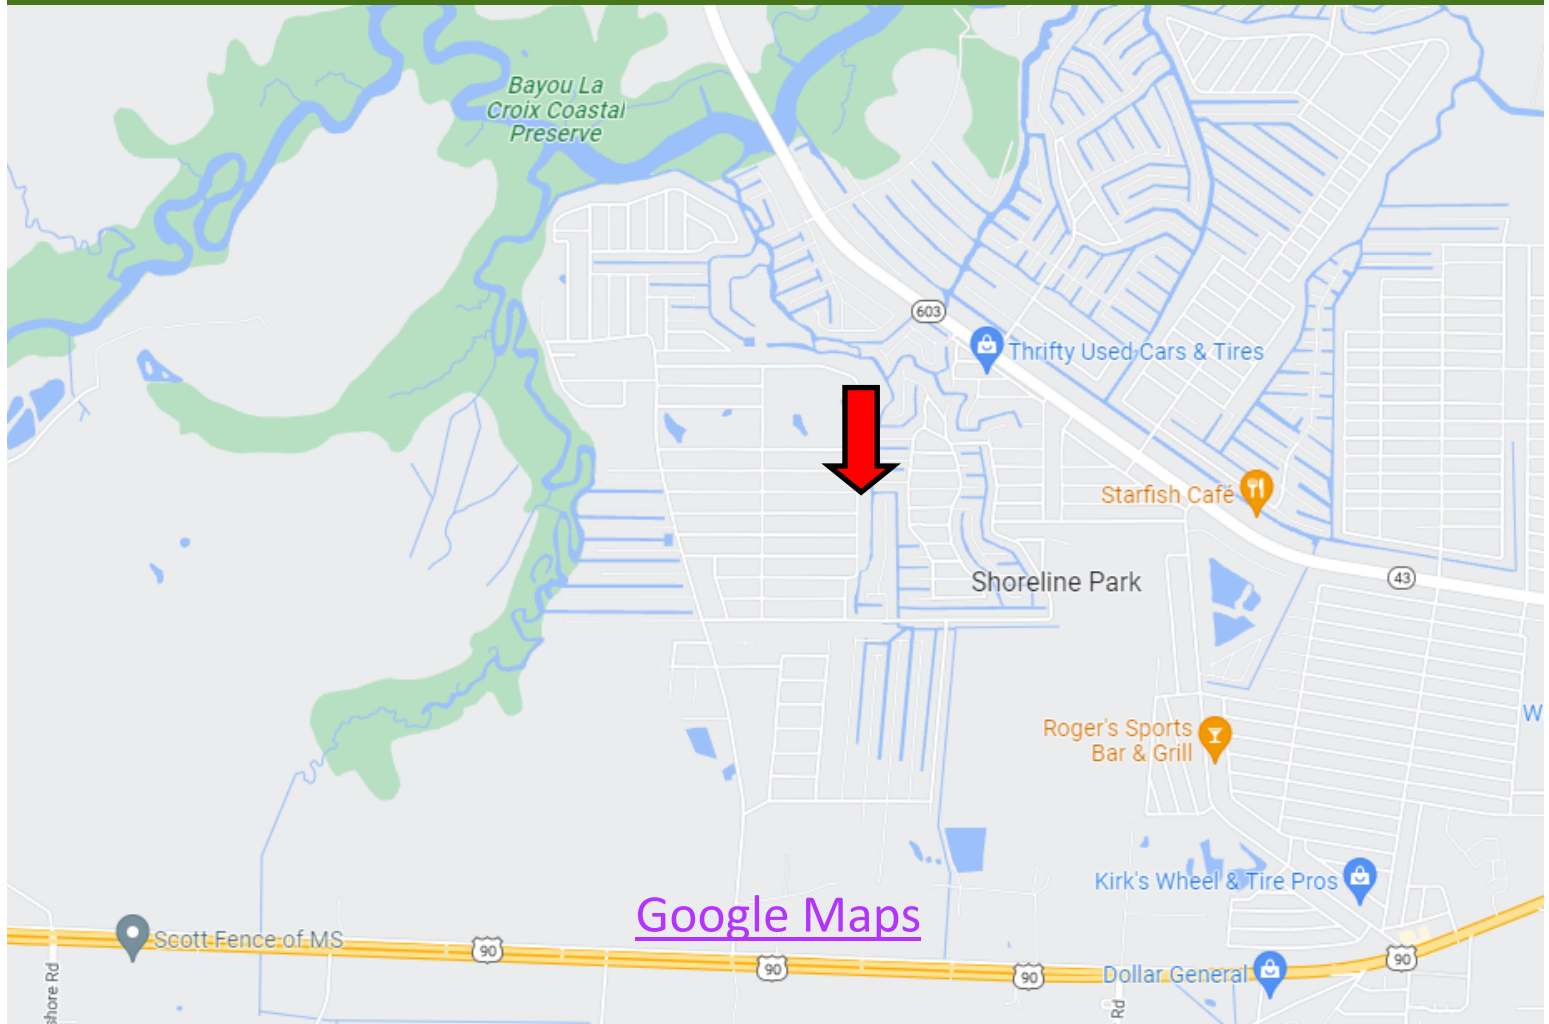 Bayou La
Croix Coastal
Preserve
603
Thrifty Used Cars & Tires
Starfish Café
Shoreline Park
43
W
Roger's Sports
Bar & Grill
Kirk's Wheel & Tire Pros
Google Maps
Scott Fence of MS
90
90
90
90
Dollar General
shore Rd
Rd